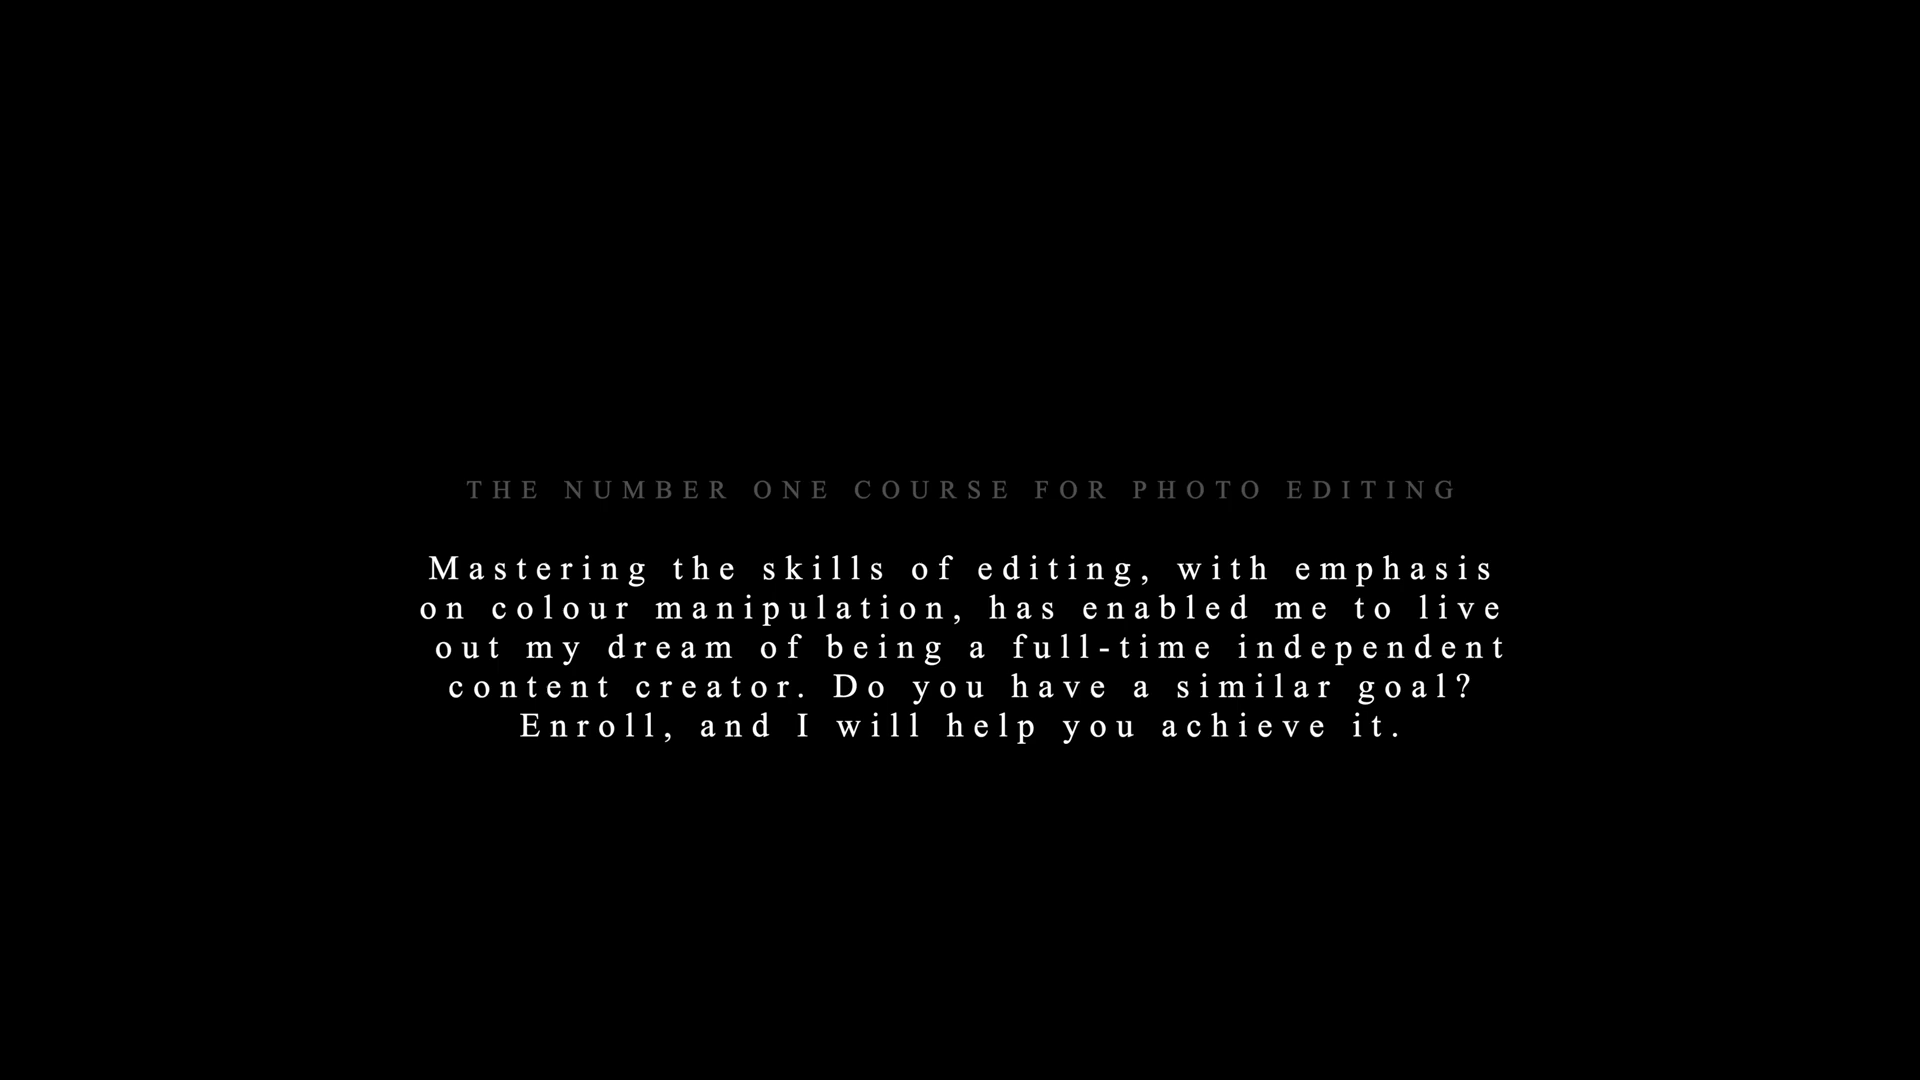 THE NUMBER ONE COURSE FOR PHOTO EDITING
Mastering the skills of editing, with emphasis
on colour manipulation, has enabled me to live
out my dream of being a full-time independent
content creator. Do you have a similar goal?
Enroll, and I will help you achieve it.